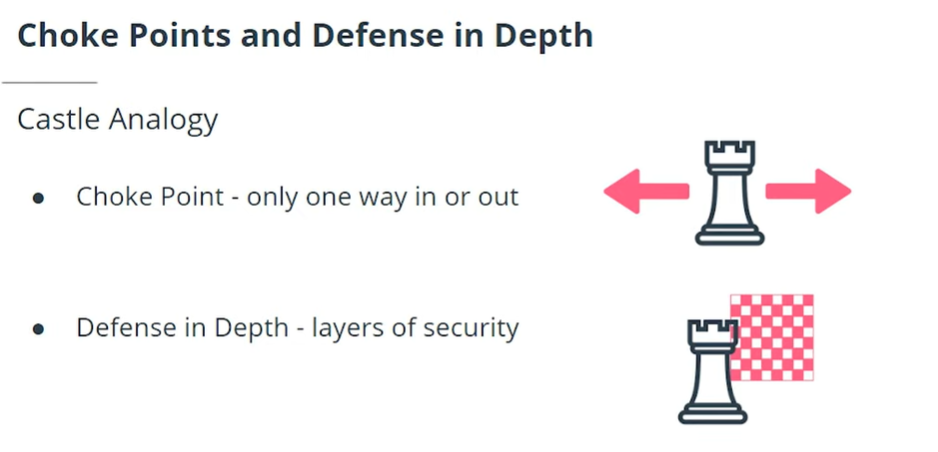 Choke Points and Defense in Depth
Castle Analogy
● Choke Point - only one way in or out
● Defense in Depth - layers of security